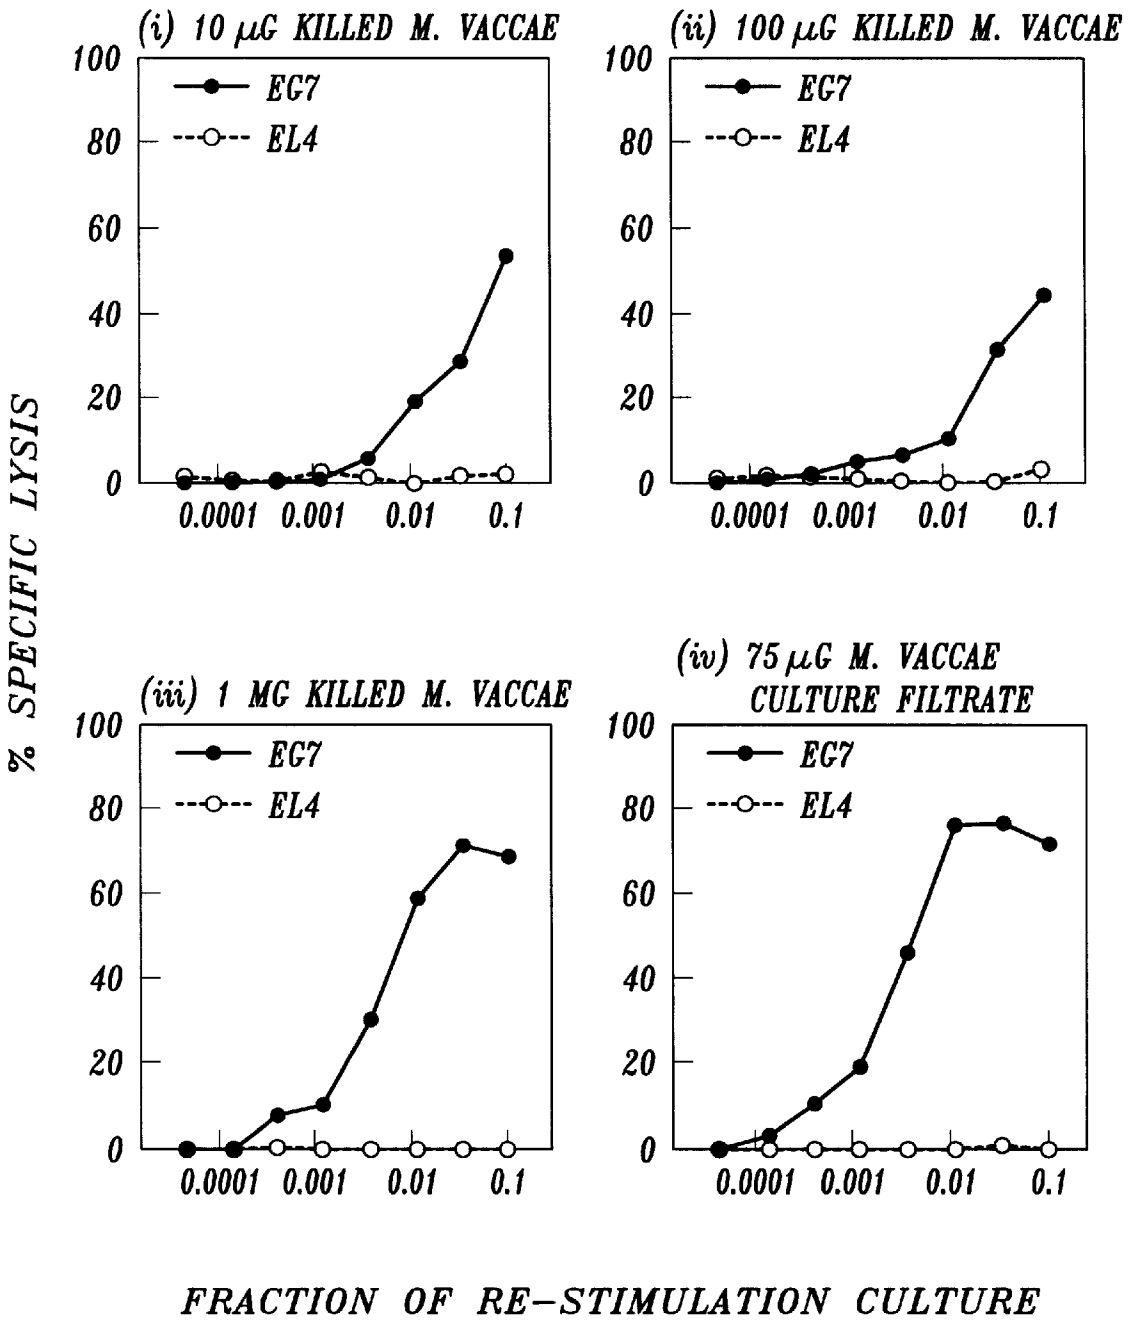 (i) 10 µG KILLED M. VACCAE
100
80
60
40
20
0
EG7
EL4
0.0001 0.001 0.01 0.1
(ii) 100 µG KILLED M. VACCAE
100
80
60
40
20
0
EG7
EL4
0.0001 0.001 0.01 0.1
% SPECIFIC LYSIS
(iii) 1 MG KILLED M. VACCAE
100
80
60
40
20
0
EG7
EL4
0.0001 0.001 0.01 0.1
(iv) 75 µG M. VACCAE
CULTURE FILTRATE
100
80
60
40
20
0
EG7
EL4
0.0001 0.001 0.01 0.1
FRACTION OF RE-STIMULATION CULTURE